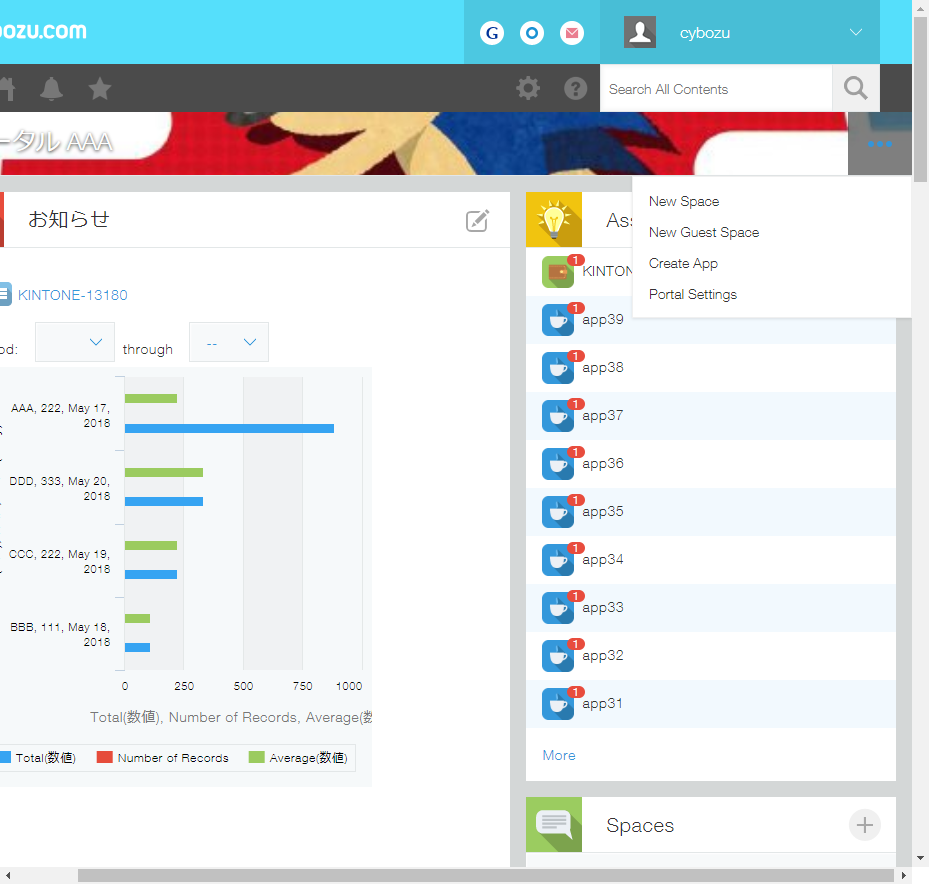 ozu.com
G
cybozu
Search All Contents
ータル AAA
New Space
New Guest Space
Create App
Portal Settings
お知らせ
KINTONE-13180
od:
through
--
AAA, 222, May 17,
2018
DDD, 333, May 20,
2018
CCC, 222, May 19,
2018
BBB, 111, May 18,
2018
0 250 500 750 1000
Total(数値), Number of Records, Average(数
Total(数値) Number of Records Average(数値)
Ass
1
KINTON
1
app39
1
app38
1
app37
1
app36
1
app35
1
app34
1
app33
1
app32
1
app31
More
Spaces